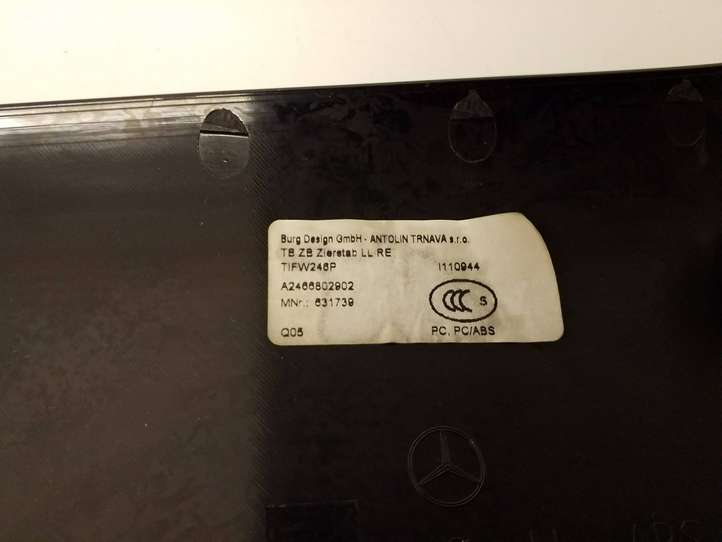 Burg Design GmbH - ANTOLIN TRNAVA s.r.o.
TB ZB Zierstab LL/RE
TIFW246P I110944
A2466802902
MNr.: 631739
CCC S
Q05 PC, PC/ABS